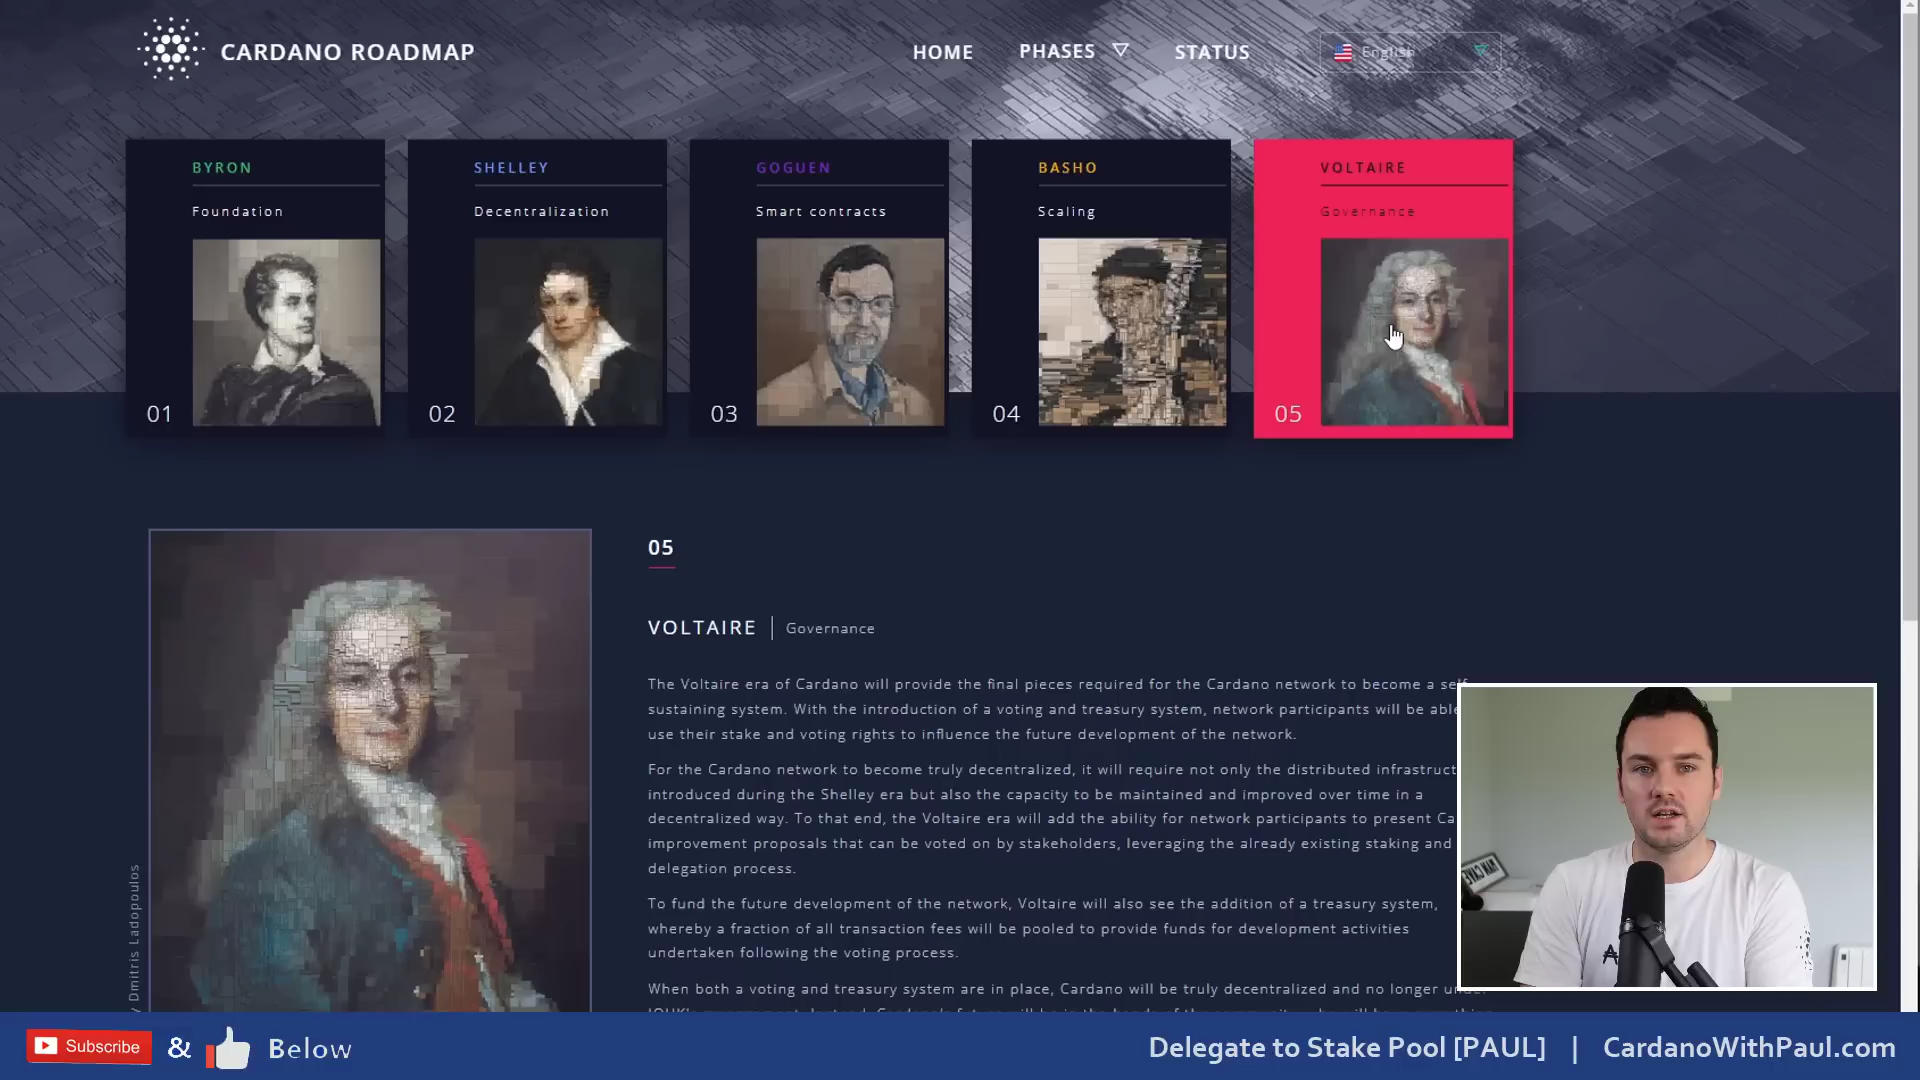 CARDANO ROADMAP
HOME PHASES STATUS English
BYRON
Foundation
01
SHELLEY
Decentralization
02
GOGUEN
Smart contracts
03
BASHO
Scaling
04
VOLTAIRE
Governance
05
05
VOLTAIRE | Governance
The Voltaire era of Cardano will provide the final pieces required for the Cardano network to become a self-
sustaining system. With the introduction of a voting and treasury system, network participants will be able
use their stake and voting rights to influence the future development of the network.
For the Cardano network to become truly decentralized, it will require not only the distributed infrastruct
introduced during the Shelley era but also the capacity to be maintained and improved over time in a
decentralized way. To that end, the Voltaire era will add the ability for network participants to present Ca
improvement proposals that can be voted on by stakeholders, leveraging the already existing staking and
delegation process.
To fund the future development of the network, Voltaire will also see the addition of a treasury system,
whereby a fraction of all transaction fees will be pooled to provide funds for development activities
undertaken following the voting process.
When both a voting and treasury system are in place, Cardano will be truly decentralized and no longer under
Dmitris Ladopoulos
Subscribe & Below
Delegate to Stake Pool [PAUL] | CardanoWithPaul.com